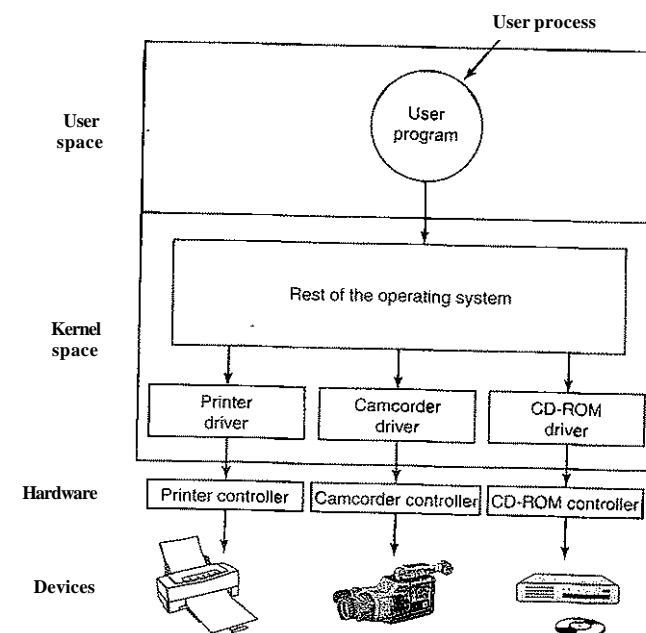 User process
User
space
User
program
Rest of the operating system
Kernel
space
Printer
driver
Camcorder
driver
CD-ROM
driver
Hardware
Printer controller
Camcorder controller
CD-ROM controller
Devices